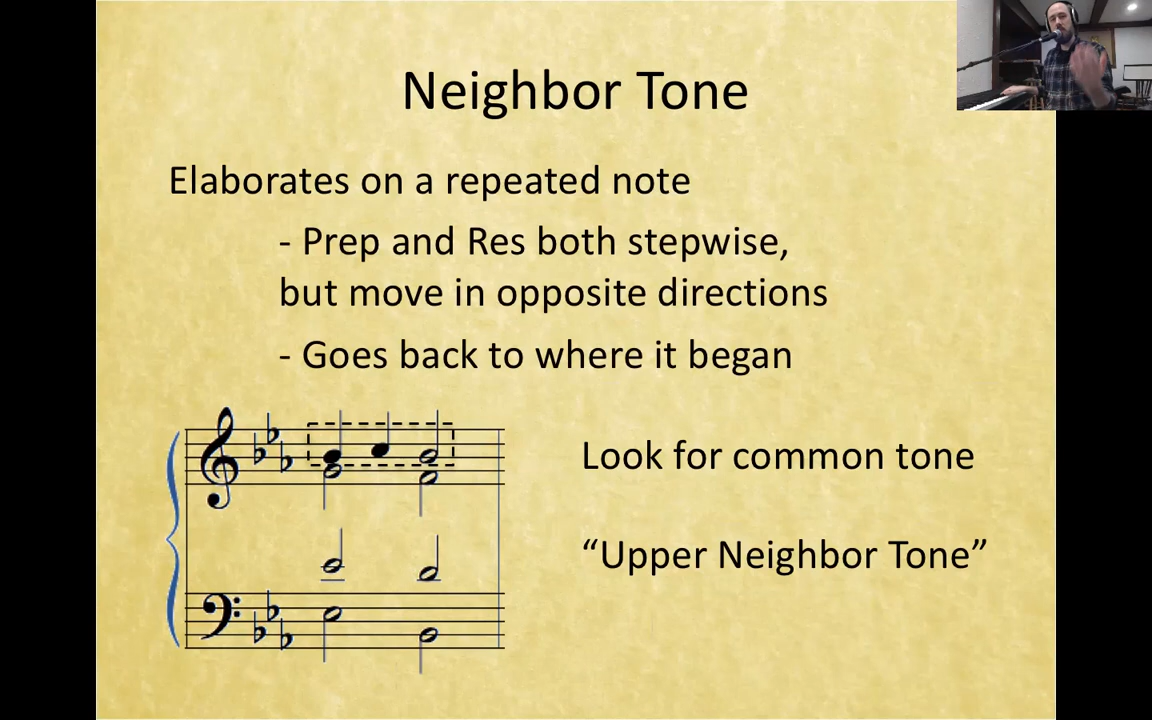 Neighbor Tone
Elaborates on a repeated note
- Prep and Res both stepwise,
but move in opposite directions
- Goes back to where it began
Look for common tone
“Upper Neighbor Tone”